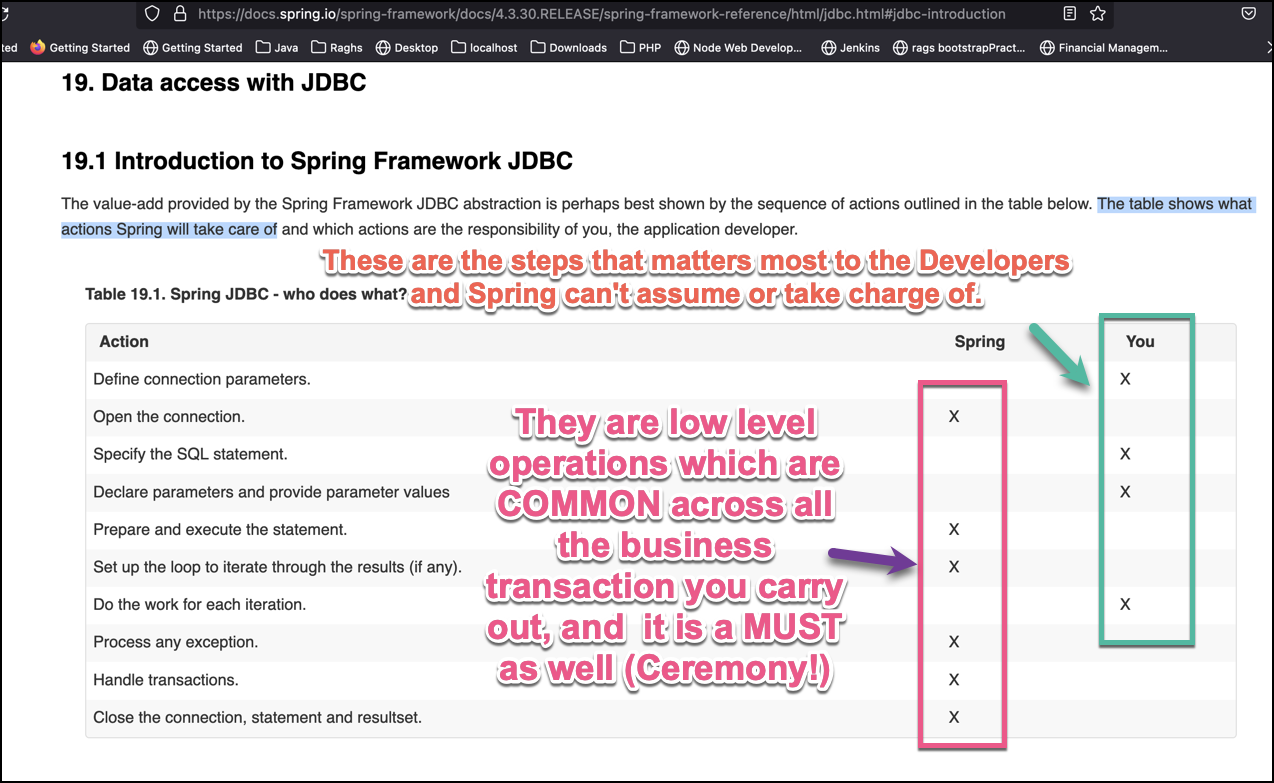 https://docs.spring.io/spring-framework/docs/4.3.30.RELEASE/spring-framework-reference/html/jdbc.html#jdbc-introduction
ted Getting Started Getting Started Java Raghs Desktop localhost Downloads PHP Node Web Develop... Jenkins rags bootstrapPract... Financial Managem...
19. Data access with JDBC
19.1 Introduction to Spring Framework JDBC
The value-add provided by the Spring Framework JDBC abstraction is perhaps best shown by the sequence of actions outlined in the table below. The table shows what
actions Spring will take care of and which actions are the responsibility of you, the application developer.
These are the steps that matters most to the Developers
and Spring can't assume or take charge of.
Table 19.1. Spring JDBC - who does what?
Action Spring You
Define connection parameters. X
Open the connection. X
Specify the SQL statement. X
Declare parameters and provide parameter values X
Prepare and execute the statement. X
Set up the loop to iterate through the results (if any). X
Do the work for each iteration. X
Process any exception. X
Handle transactions. X
Close the connection, statement and resultset. X
They are low level
operations which are
COMMON across all
the business
transaction you carry
out, and it is a MUST
as well (Ceremony!)